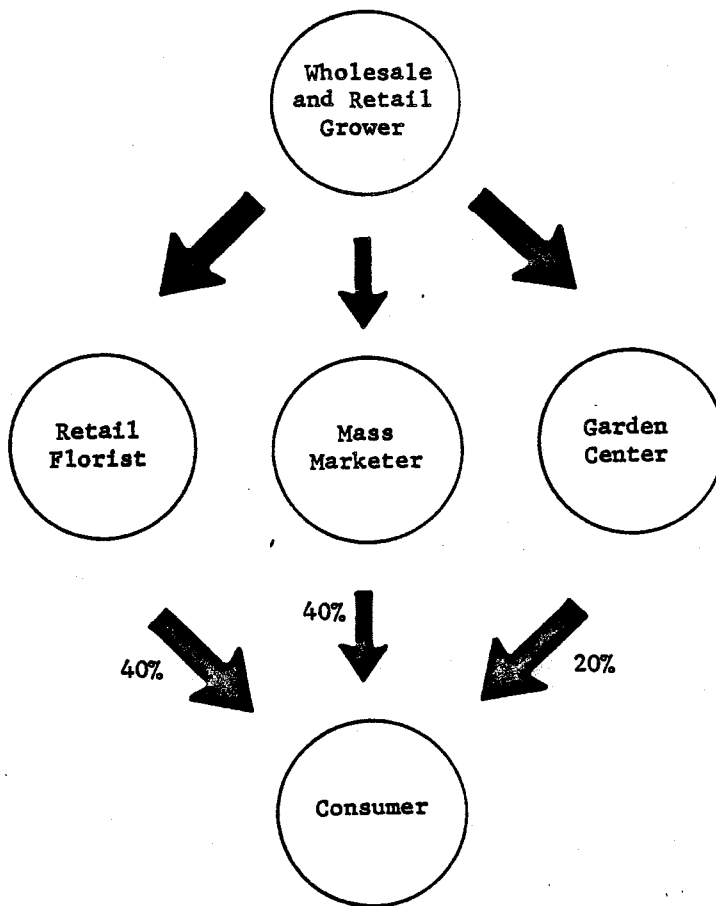 Wholesale
and Retail
Grower
Retail
Florist
Mass
Marketer
Garden
Center
40%
40%
20%
Consumer